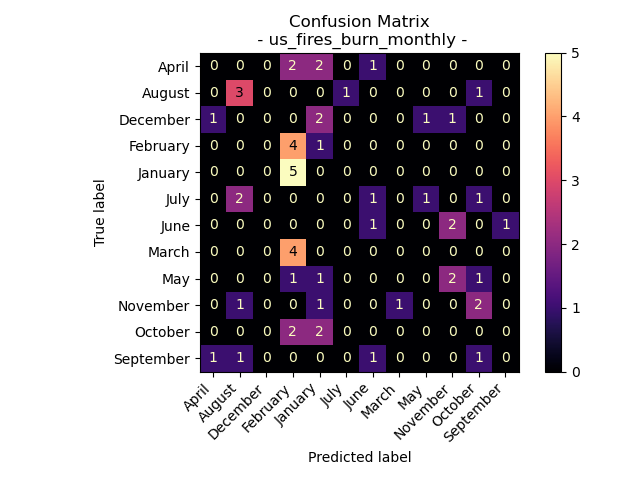 Confusion Matrix
- us_fires_burn_monthly -
April 0 0 0 2 2 0 1 0 0 0 0 0
August 0 3 0 0 0 1 0 0 0 0 1 0
December 1 0 0 0 2 0 0 0 1 1 0 0
February 0 0 0 4 1 0 0 0 0 0 0 0
January 0 0 0 5 0 0 0 0 0 0 0 0
July 0 2 0 0 0 0 1 0 1 0 1 0
June 0 0 0 0 0 0 1 0 0 2 0 1
March 0 0 0 4 0 0 0 0 0 0 0 0
May 0 0 0 1 1 0 0 0 0 2 1 0
November 0 1 0 0 1 0 0 1 0 0 2 0
October 0 0 0 2 2 0 0 0 0 0 0 0
September 1 1 0 0 0 0 1 0 0 0 1 0
April August December February January July June March May November October September
Predicted label
True label
5
4
3
2
1
0